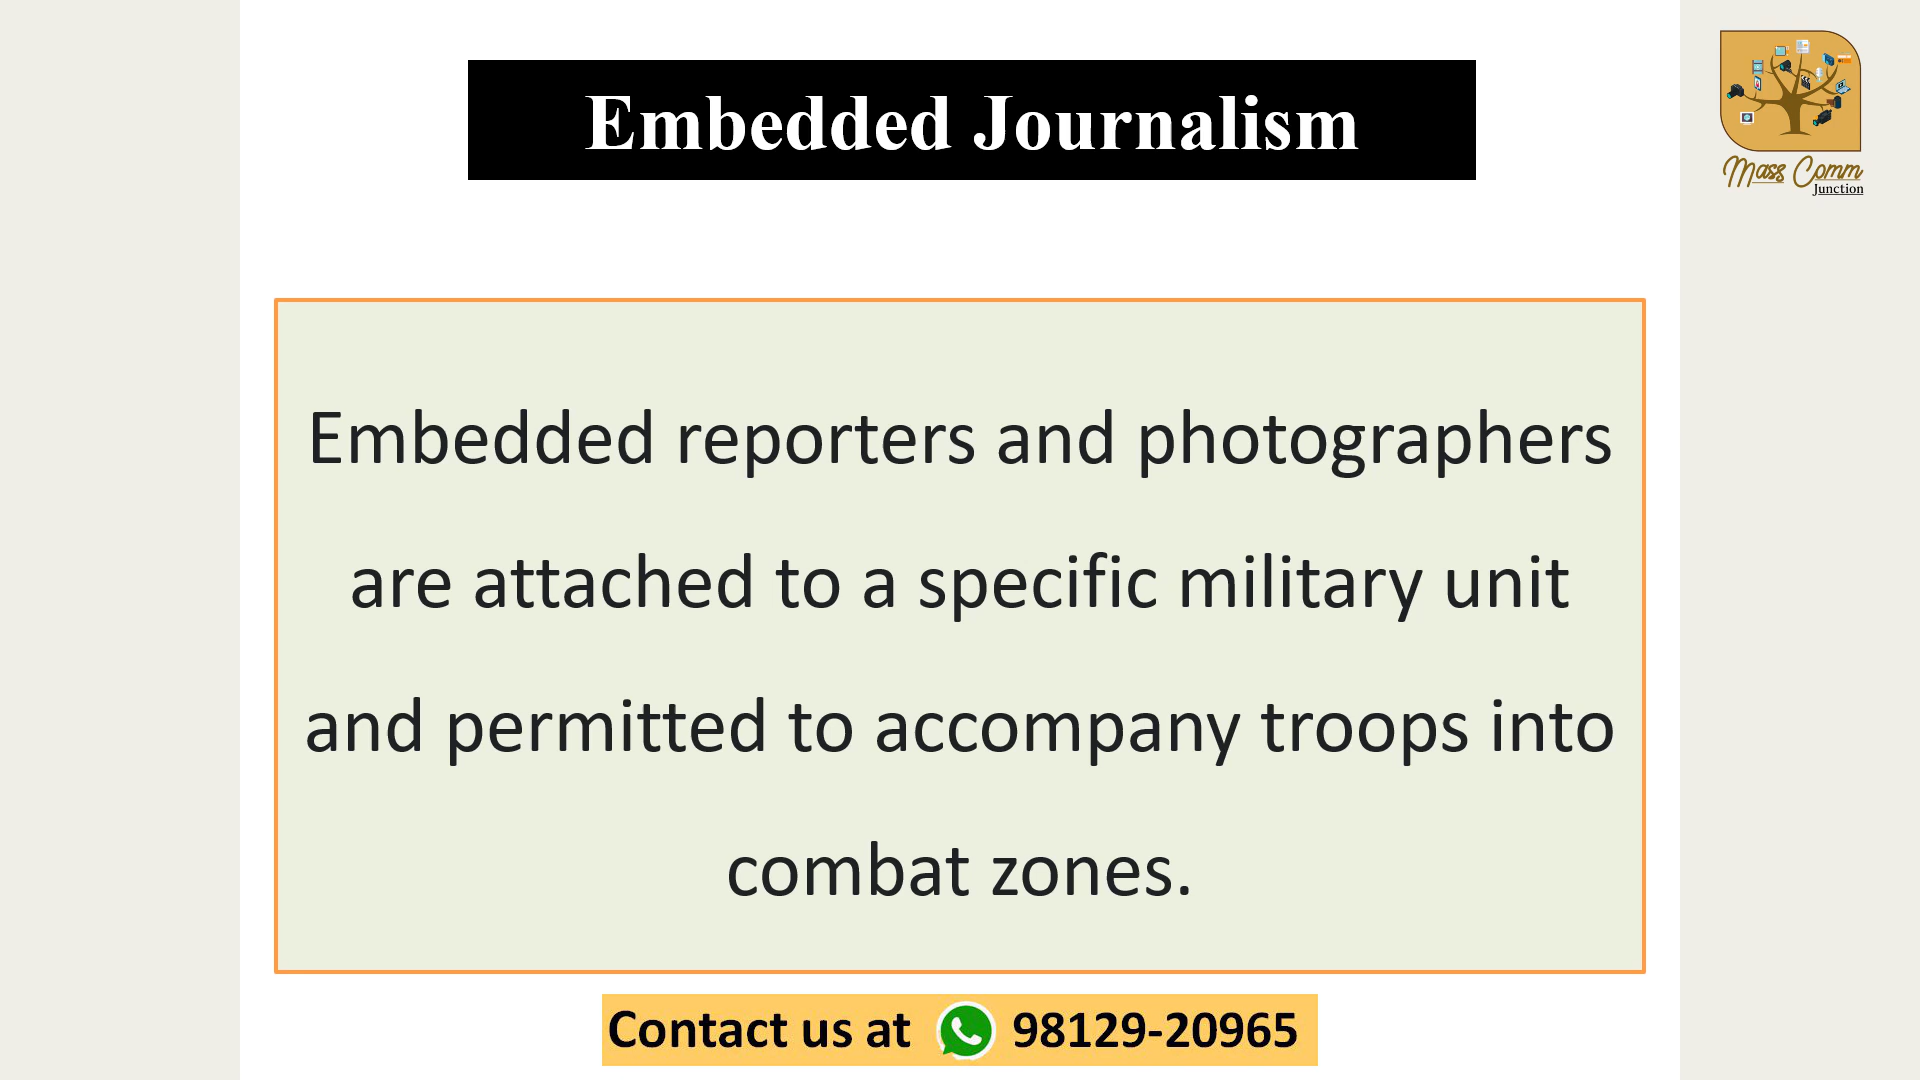 Embedded Journalism
Mass Comm
Junction
Embedded reporters and photographers
are attached to a specific military unit
and permitted to accompany troops into
combat zones.
Contact us at 98129-20965